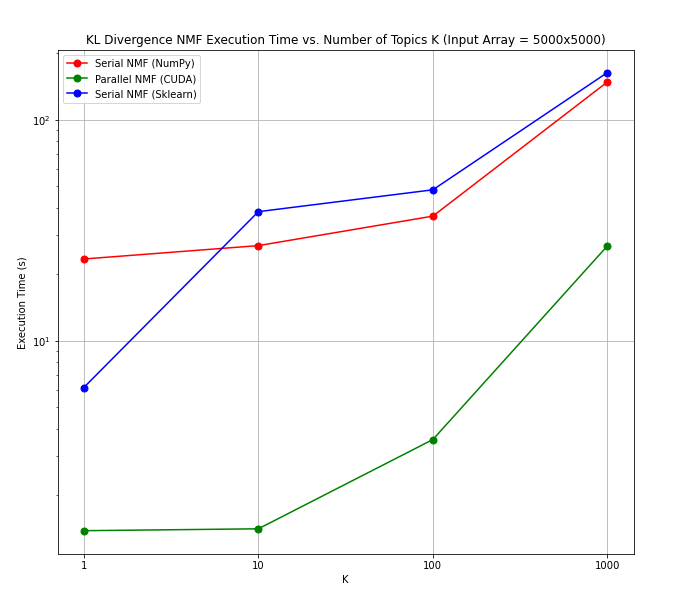 KL Divergence NMF Execution Time vs. Number of Topics K (Input Array = 5000x5000)
Serial NMF (NumPy)
Parallel NMF (CUDA)
Serial NMF (Sklearn)
10²
10¹
Execution Time (s)
1 10 100 1000
K